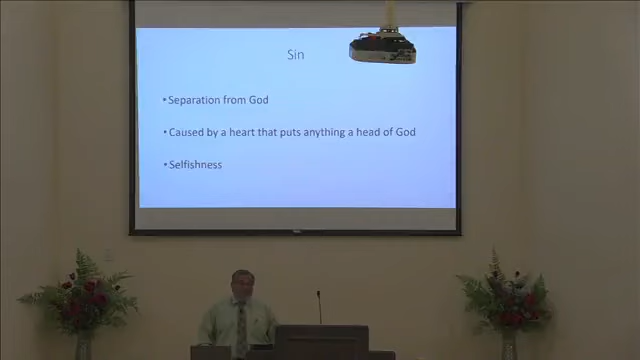 Sin
• Separation from God
• Caused by a heart that puts anything a head of God
• Selfishness